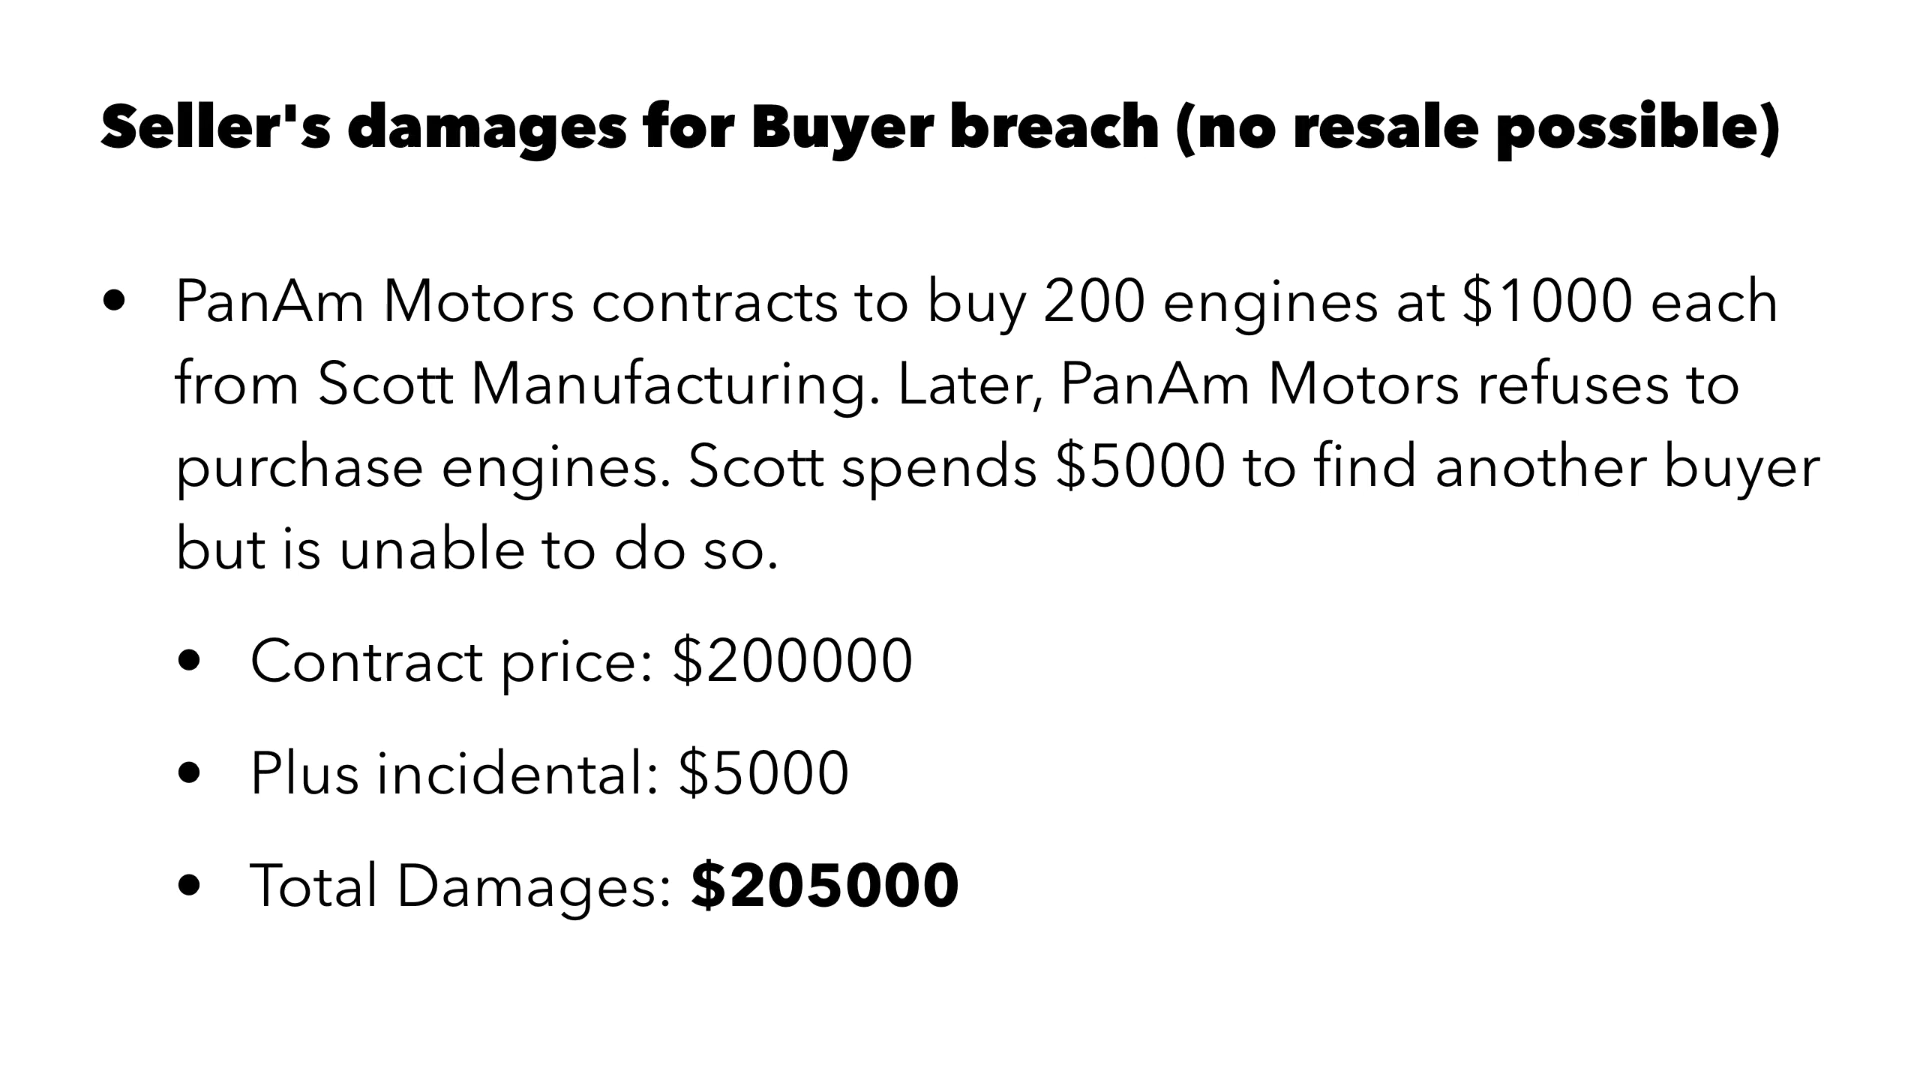 Seller's damages for Buyer breach (no resale possible)
• PanAm Motors contracts to buy 200 engines at $1000 each
from Scott Manufacturing. Later, PanAm Motors refuses to
purchase engines. Scott spends $5000 to find another buyer
but is unable to do so.
• Contract price: $200000
• Plus incidental: $5000
• Total Damages: $205000